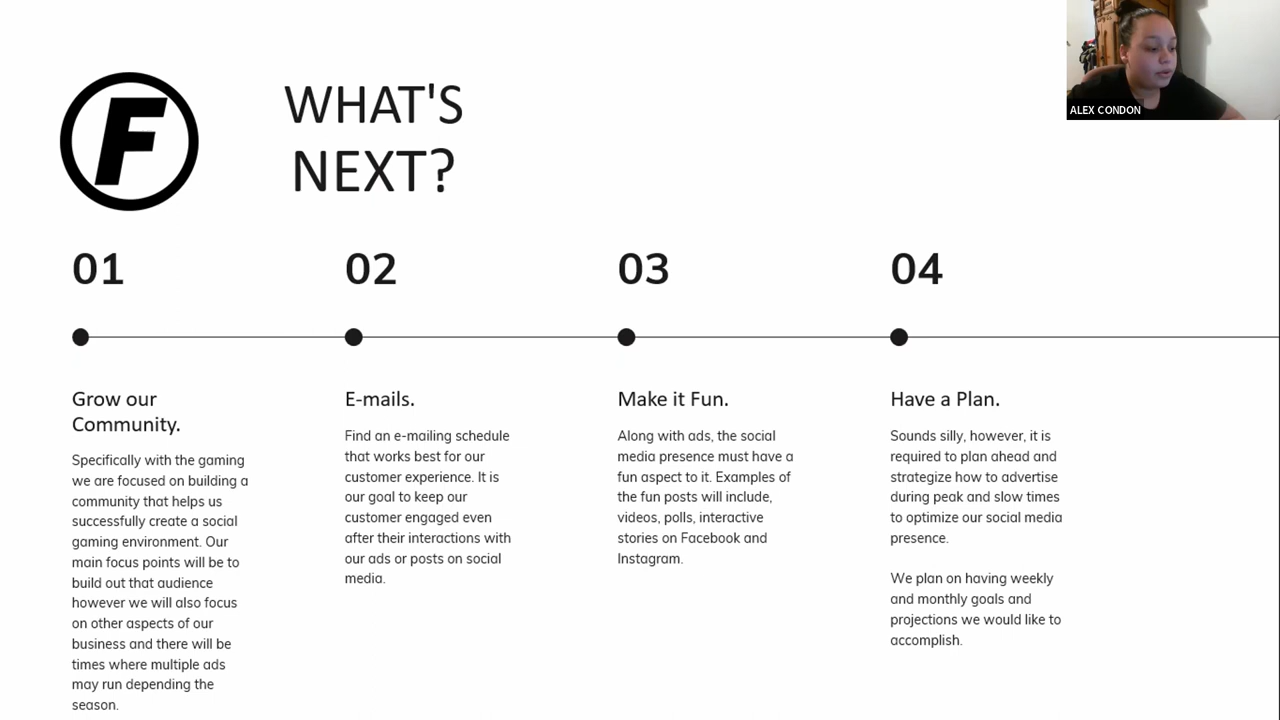 ALEX CONDON
F
WHAT'S
NEXT?
01
02
03
04
Grow our
Community.
Specifically with the gaming
we are focused on building a
community that helps us
successfully create a social
gaming environment. Our
main focus points will be to
build out that audience
however we will also focus
on other aspects of our
business and there will be
times where multiple ads
may run depending the
season.
E-mails.
Find an e-mailing schedule
that works best for our
customer experience. It is
our goal to keep our
customer engaged even
after their interactions with
our ads or posts on social
media.
Make it Fun.
Along with ads, the social
media presence must have a
fun aspect to it. Examples of
the fun posts will include,
videos, polls, interactive
stories on Facebook and
Instagram.
Have a Plan.
Sounds silly, however, it is
required to plan ahead and
strategize how to advertise
during peak and slow times
to optimize our social media
presence.
We plan on having weekly
and monthly goals and
projections we would like to
accomplish.